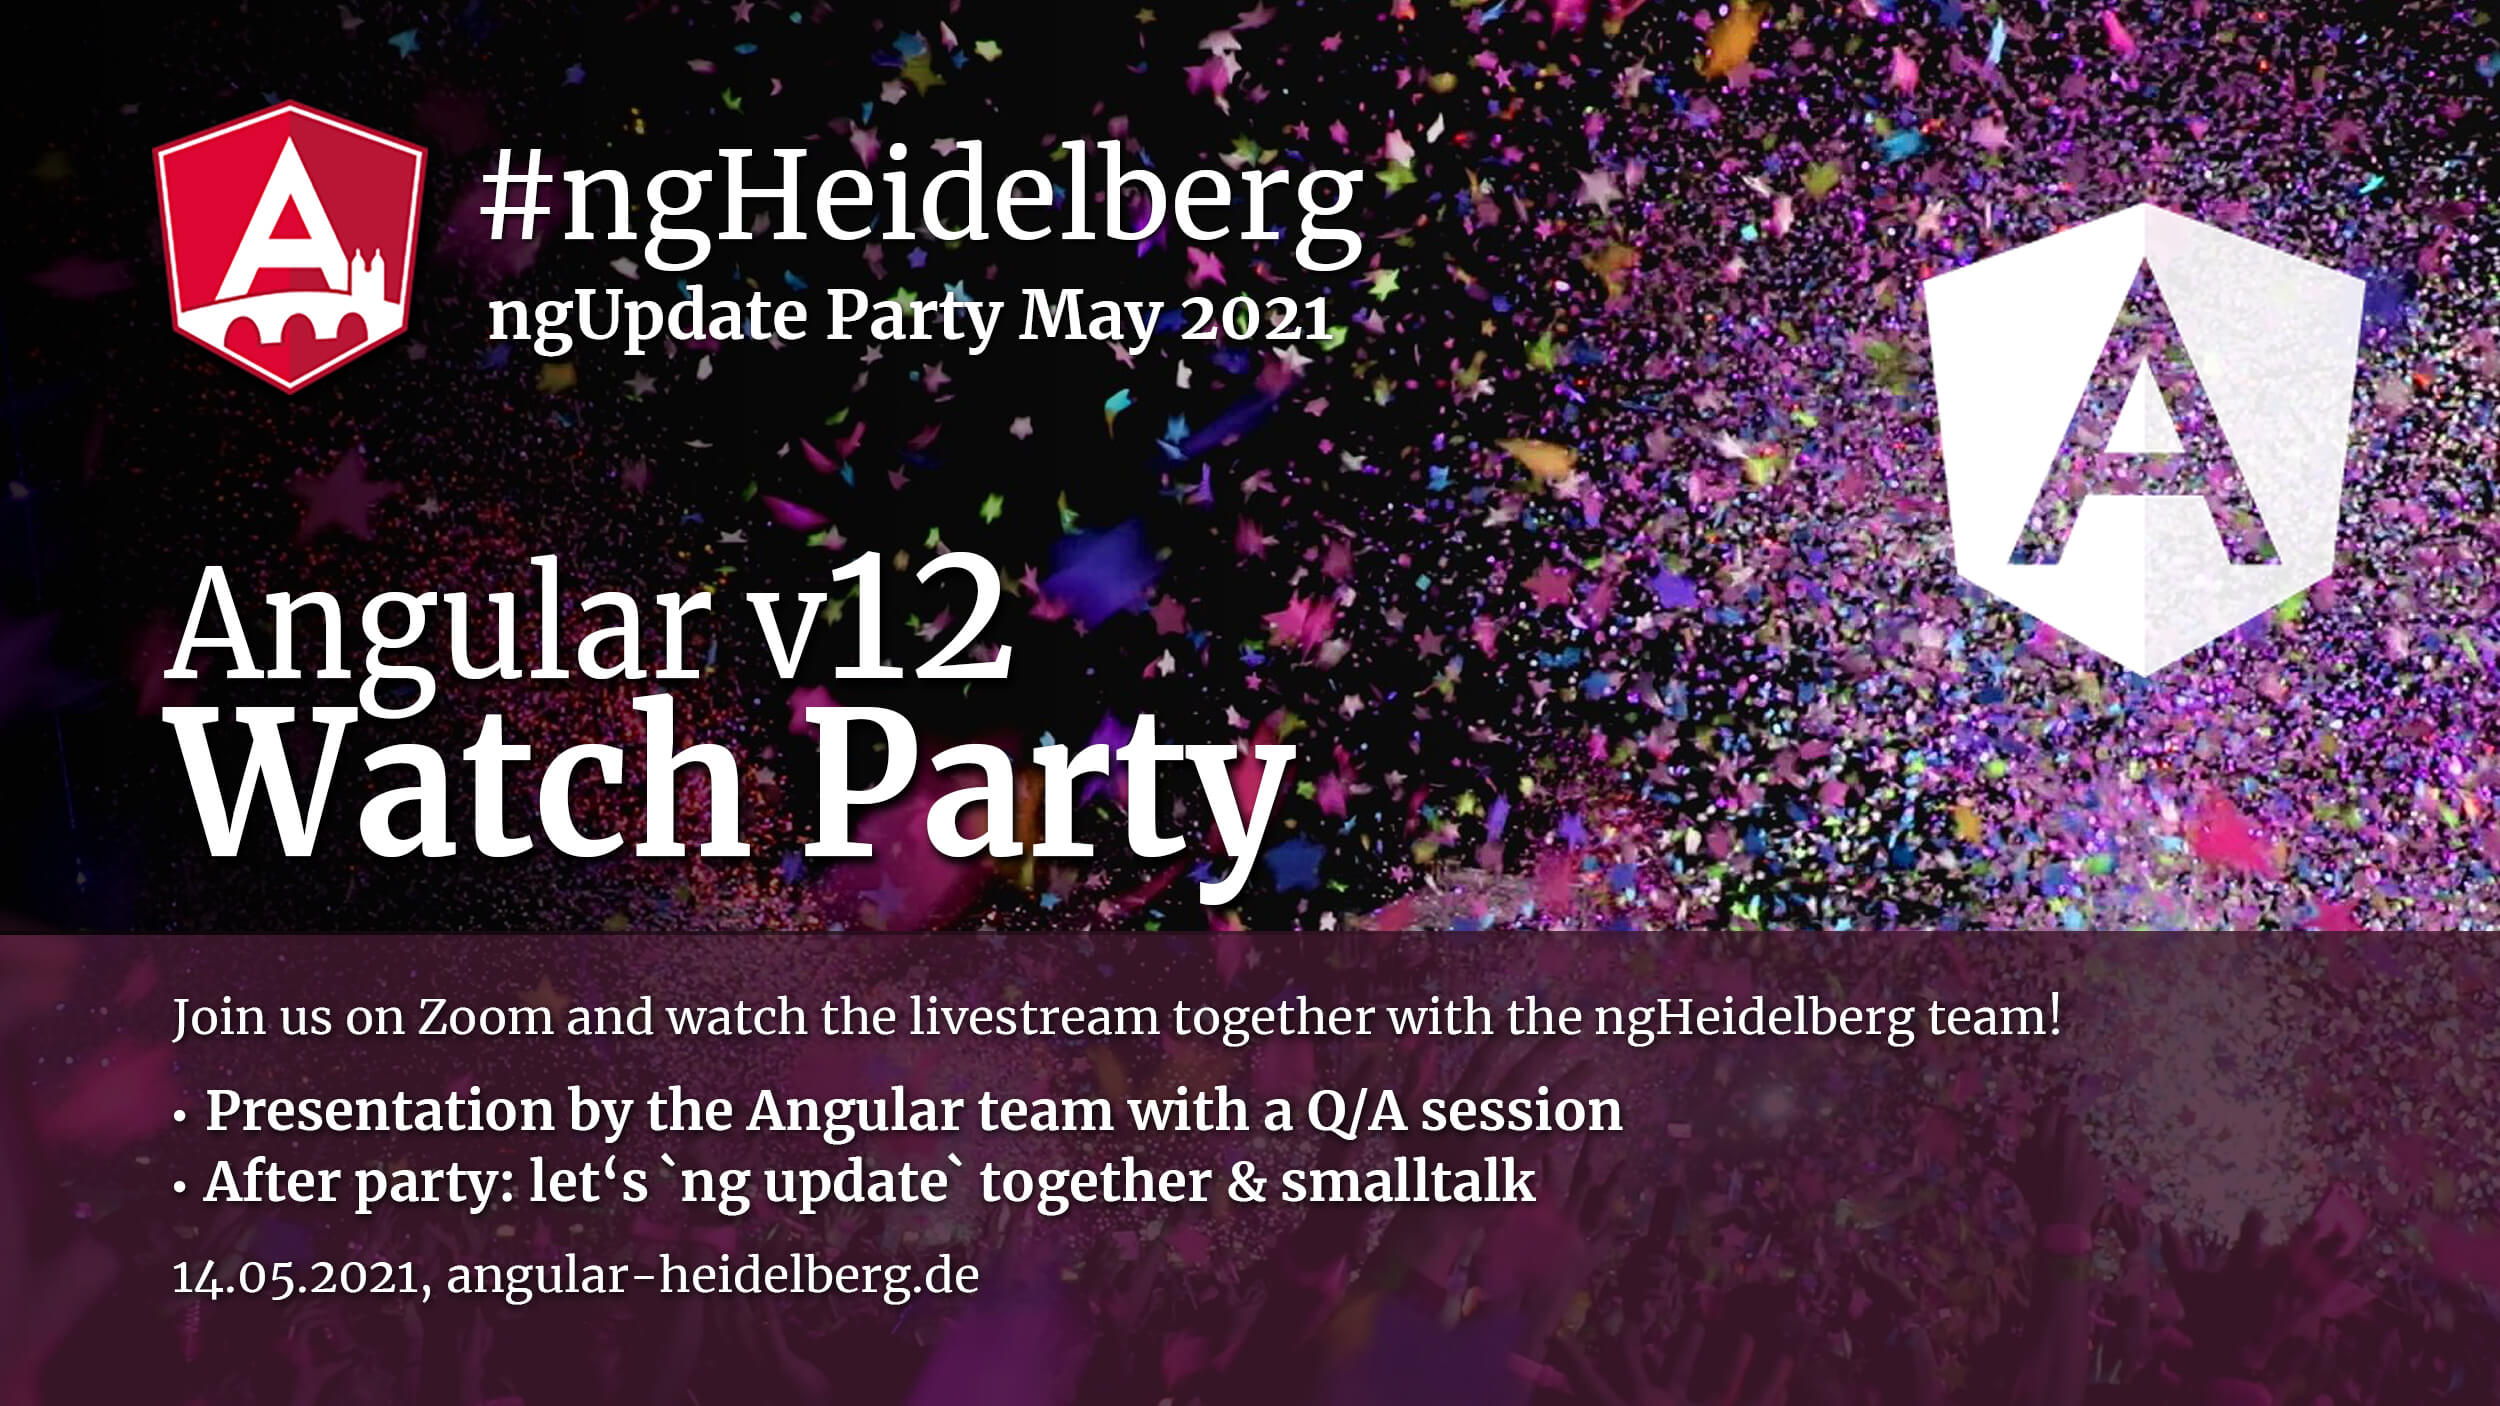 #ngHeidelberg
ngUpdate Party May 2021
Angular v12
Watch Party
Join us on Zoom and watch the livestream together with the ngHeidelberg team!
• Presentation by the Angular team with a Q/A session
• After party: let‘s `ng update` together & smalltalk
14.05.2021, angular-heidelberg.de